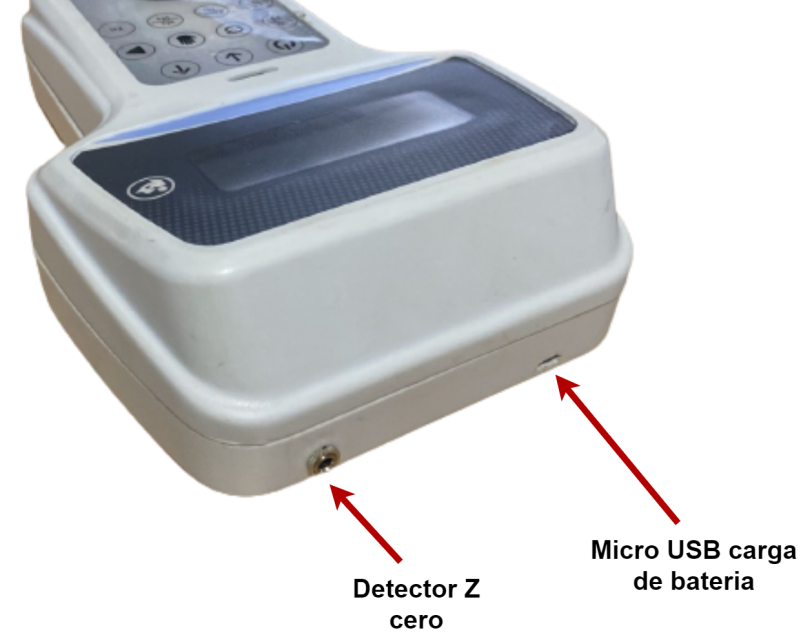 Micro USB carga
de bateria
Detector Z
cero